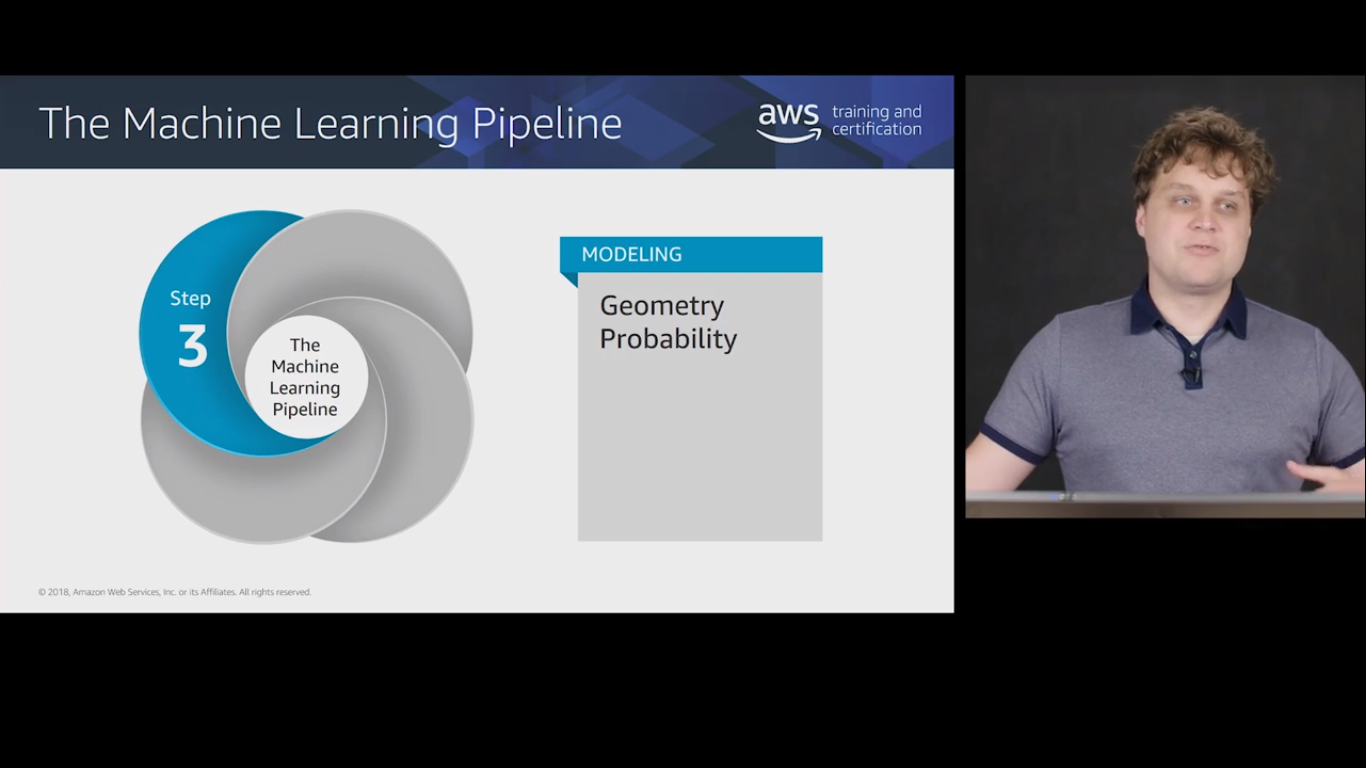 The Machine Learning Pipeline
aws training and
certification
Step
3
The
Machine
Learning
Pipeline
MODELING
Geometry
Probability
© 2018, Amazon Web Services, Inc. or its Affiliates. All rights reserved.